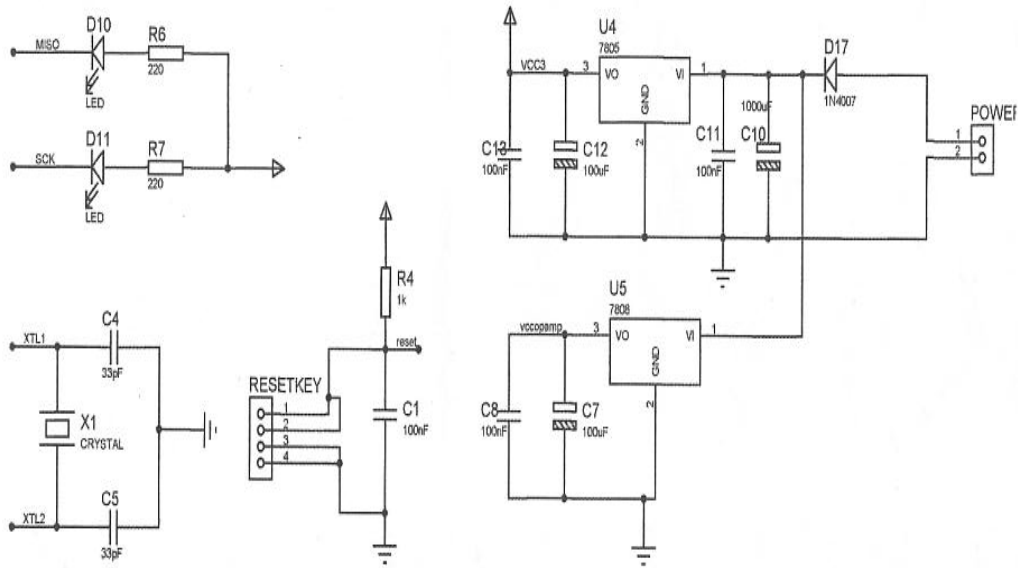 D10
MISO
R6
220
LED
D11
SCK
R7
220
LED
U4
7805
VCC3
3
VO
VI
1
GND
2
D17
1N4007
1000uF
C13
100nF
C12
100uF
C11
100nF
C10
POWER
1
2
R4
1k
reset
C4
XTL1
33pF
X1
CRYSTAL
C5
XTL2
33pF
RESETKEY
1
2
3
4
C1
100nF
U5
7808
vccopamp
3
VO
VI
1
GND
2
C8
100nF
C7
100uF